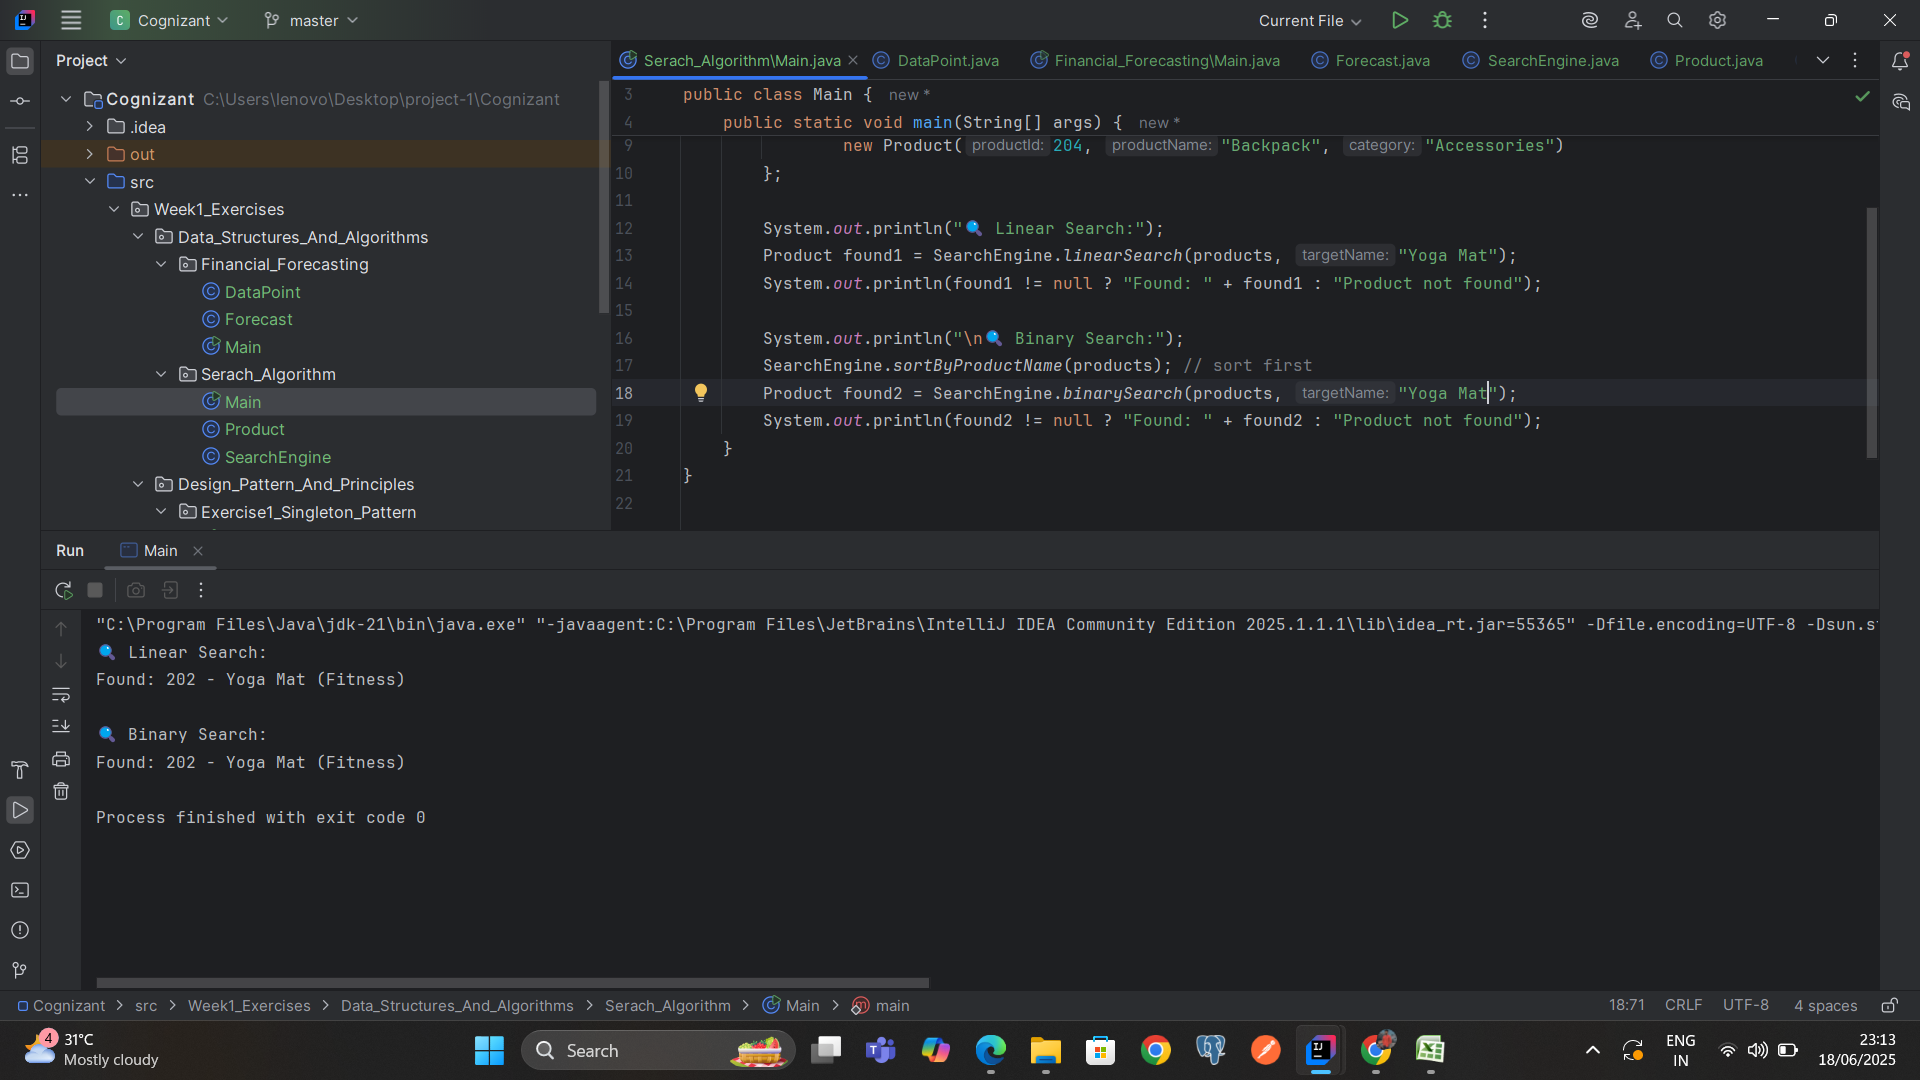 Cognizant
master
Current File
Project
Cognizant C:\Users\lenovo\Desktop\project-1\Cognizant
.idea
out
src
Week1_Exercises
Data_Structures_And_Algorithms
Financial_Forecasting
DataPoint
Forecast
Main
Serach_Algorithm
Main
Product
SearchEngine
Design_Pattern_And_Principles
Exercise1_Singleton_Pattern
Serach_Algorithm\Main.java DataPoint.java Financial_Forecasting\Main.java Forecast.java SearchEngine.java Product.java
3 public class Main { new *
4 public static void main(String[] args) { new *
9 new Product( productId: 204, productName: "Backpack", category: "Accessories")
10 };
11
12 System.out.println("🔍 Linear Search:");
13 Product found1 = SearchEngine.linearSearch(products, targetName: "Yoga Mat");
14 System.out.println(found1 != null ? "Found: " + found1 : "Product not found");
15
16 System.out.println("\n🔍 Binary Search:");
17 SearchEngine.sortByProductName(products); // sort first
18 Product found2 = SearchEngine.binarySearch(products, targetName: "Yoga Mat");
19 System.out.println(found2 != null ? "Found: " + found2 : "Product not found");
20 }
21 }
22
Run Main
"C:\Program Files\Java\jdk-21\bin\java.exe" "-javaagent:C:\Program Files\JetBrains\IntelliJ IDEA Community Edition 2025.1.1.1\lib\idea_rt.jar=55365" -Dfile.encoding=UTF-8 -Dsun.s
🔍 Linear Search:
Found: 202 - Yoga Mat (Fitness)
🔍 Binary Search:
Found: 202 - Yoga Mat (Fitness)
Process finished with exit code 0
Cognizant > src > Week1_Exercises > Data_Structures_And_Algorithms > Serach_Algorithm > Main > main
18:71 CRLF UTF-8 4 spaces
4 31°C
Mostly cloudy
Search
ENG
IN
23:13
18/06/2025